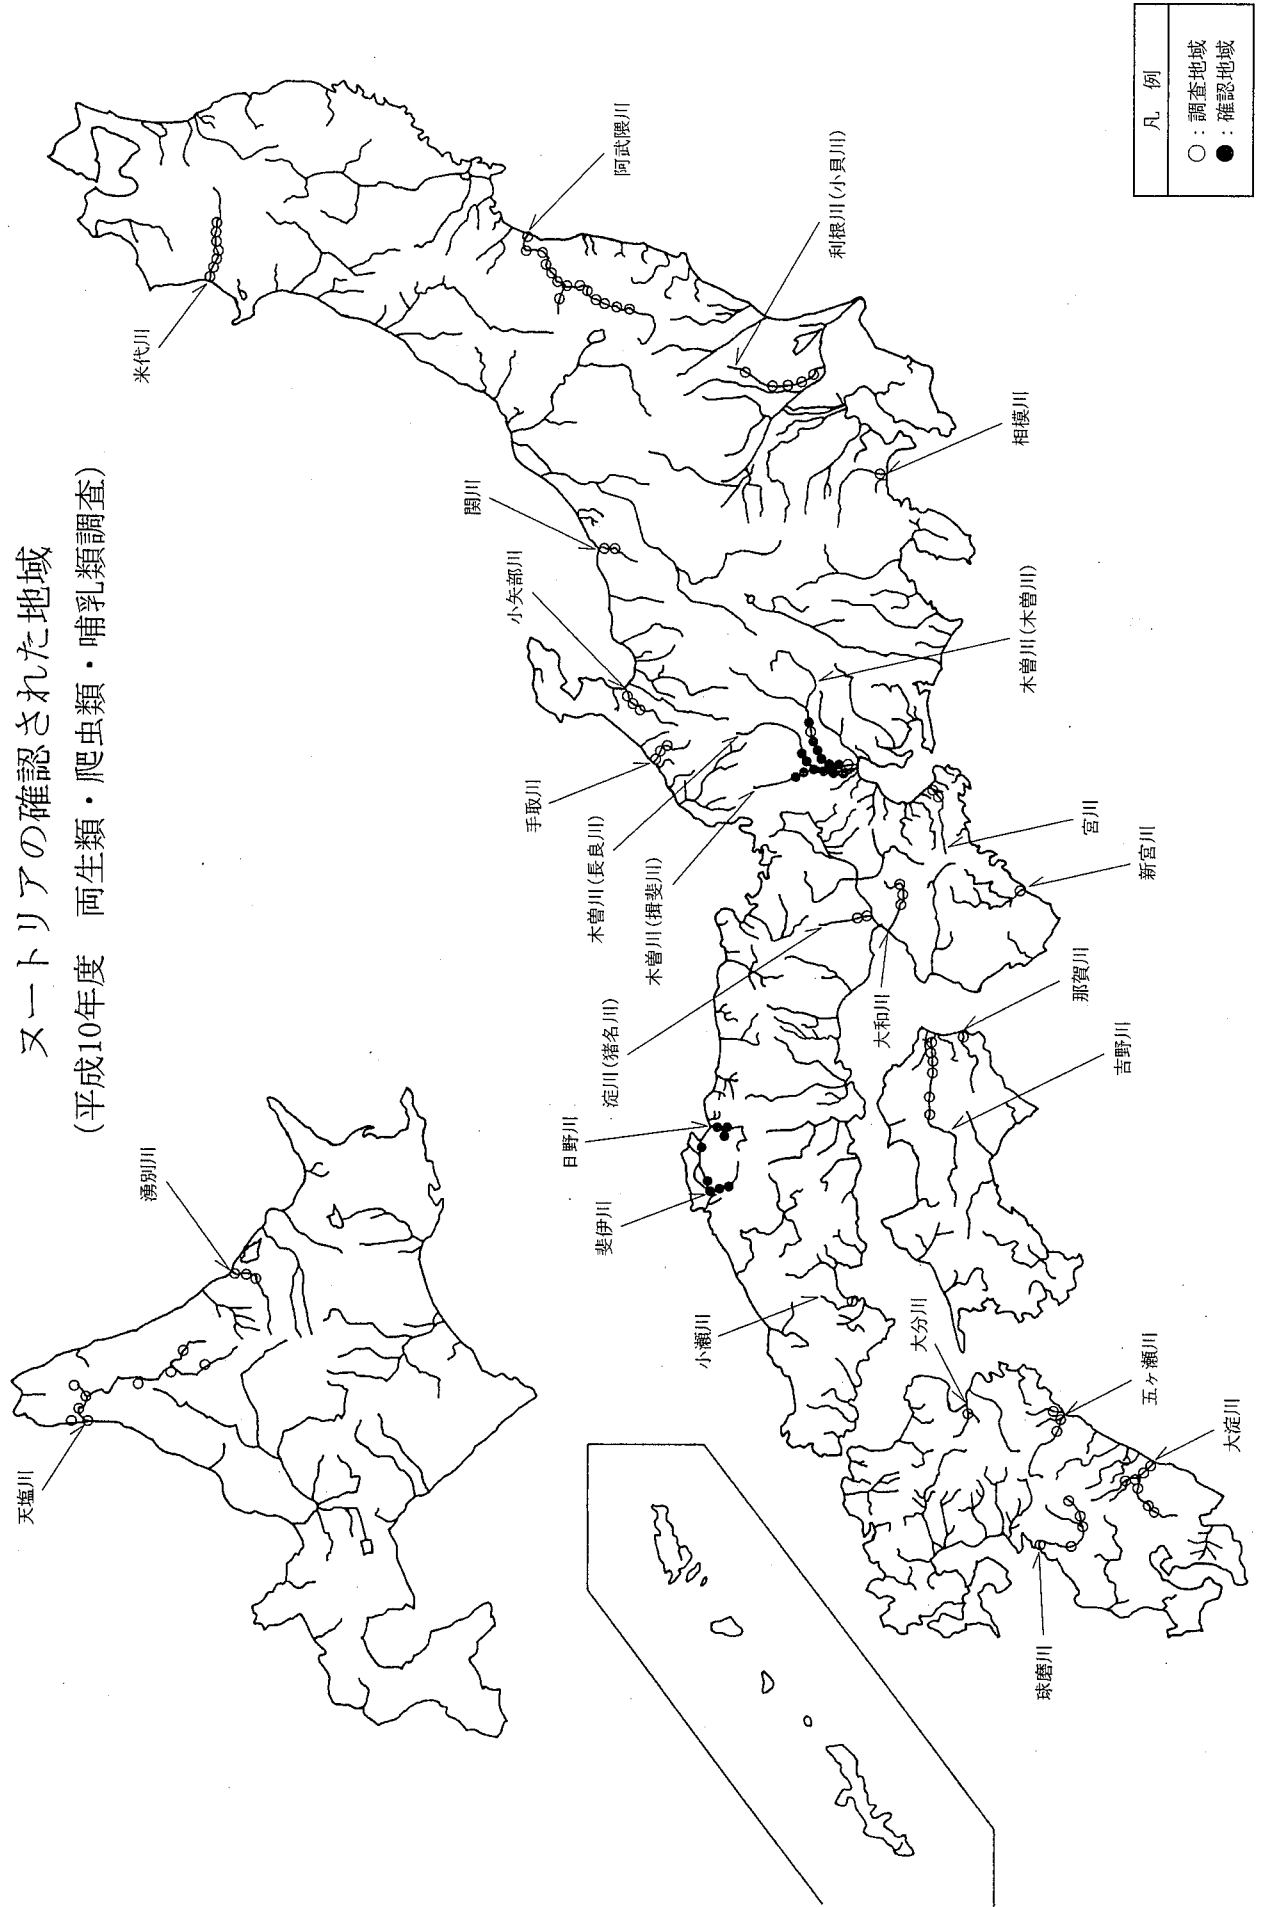 ヌートリアの確認された地域
(平成10年度　両生類・爬虫類・哺乳類調査)
天塩川
湧別川
米代川
阿武隈川
利根川(小貝川)
相模川
関川
小矢部川
手取川
木曽川(木曽川)
木曽川(長良川)
木曽川(揖斐川)
宮川
新宮川
淀川(猪名川)
大和川
那賀川
吉野川
日野川
斐伊川
小瀬川
大分川
五ヶ瀬川
大淀川
球磨川
凡　例
○：調査地域
●：確認地域